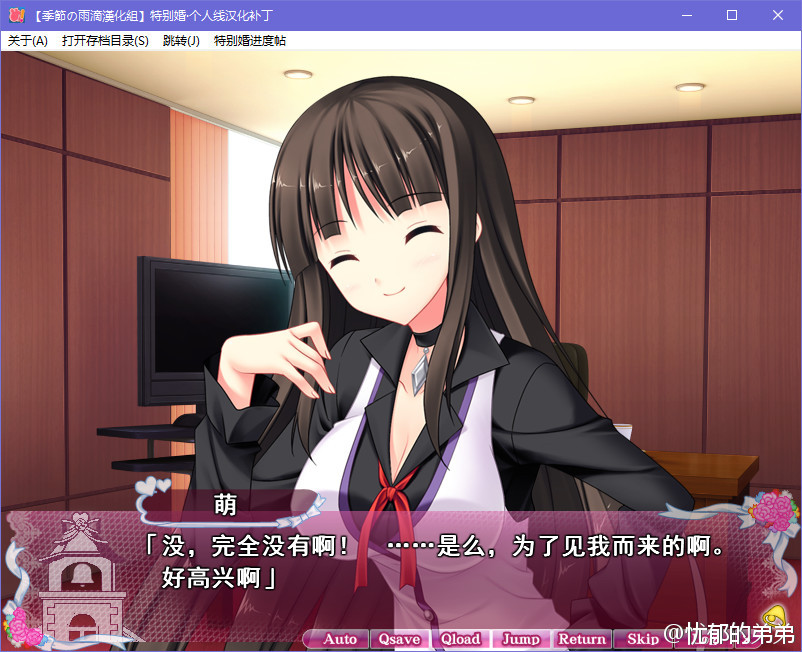 【季節の雨滴漢化組】特别婚·个人线汉化补丁
关于(A) 打开存档目录(S) 跳转(J) 特别婚进度帖
萌
「没，完全没有啊！　……是么，为了见我而来的啊。
好高兴啊」
Auto Qsave Qload Jump Return Skip
@忧郁的弟弟